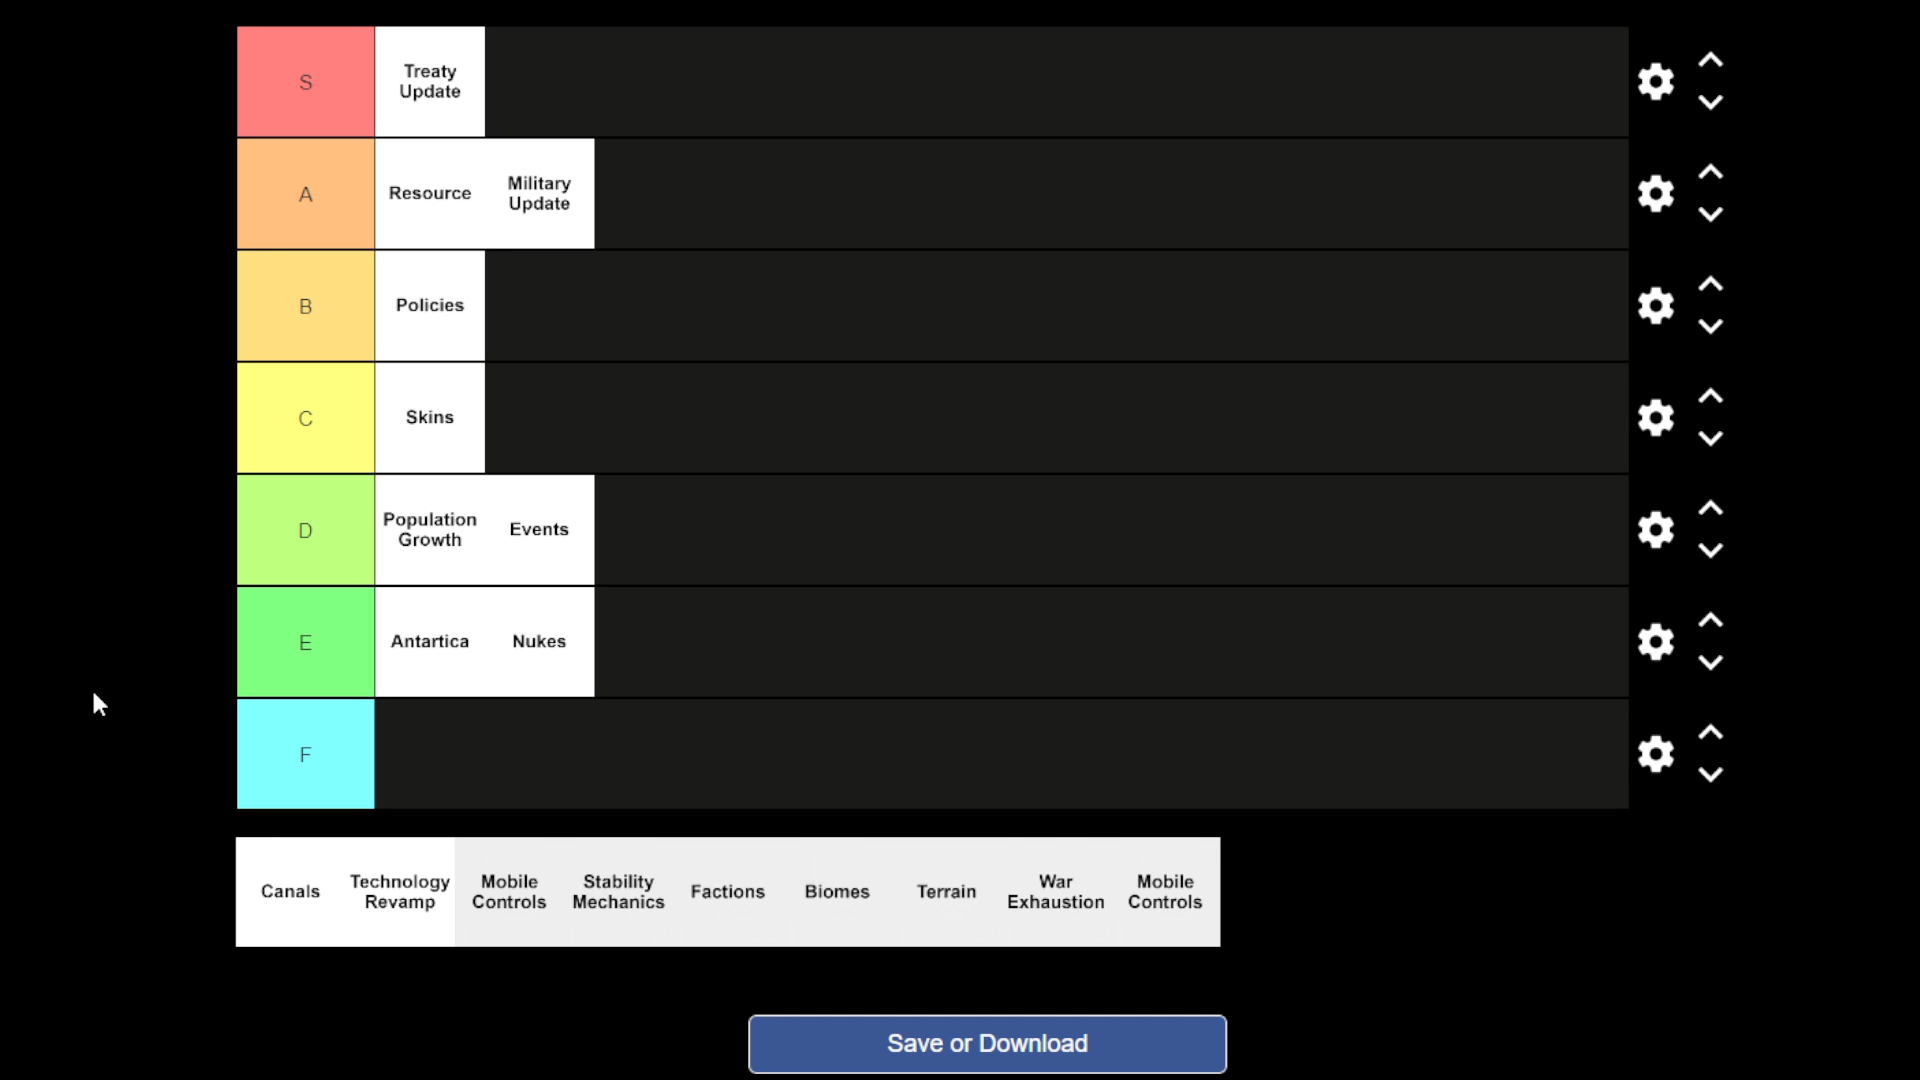 S
Treaty
Update
A
Resource
Military
Update
B
Policies
C
Skins
D
Population
Growth
Events
E
Antartica
Nukes
F
Canals
Technology
Revamp
Mobile
Controls
Stability
Mechanics
Factions
Biomes
Terrain
War
Exhaustion
Mobile
Controls
Save or Download